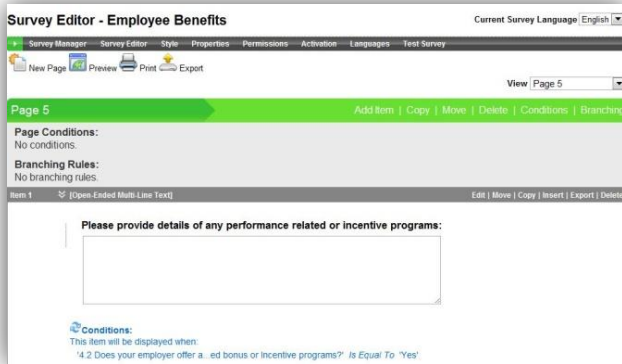 Survey Editor - Employee Benefits
Current Survey Language English
Survey Manager Survey Editor Style Properties Permissions Activation Languages Test Survey
New Page Preview Print Export
View Page 5
Page 5 Add Item | Copy | Move | Delete | Conditions | Branching
Page Conditions:
No conditions.
Branching Rules:
No branching rules.
Item 1 [Open-Ended Multi-Line Text] Edit | Move | Copy | Insert | Export | Delete
Please provide details of any performance related or incentive programs:
Conditions:
This item will be displayed when:
'4.2 Does your employer offer a...ed bonus or incentive programs?' Is Equal To 'Yes'